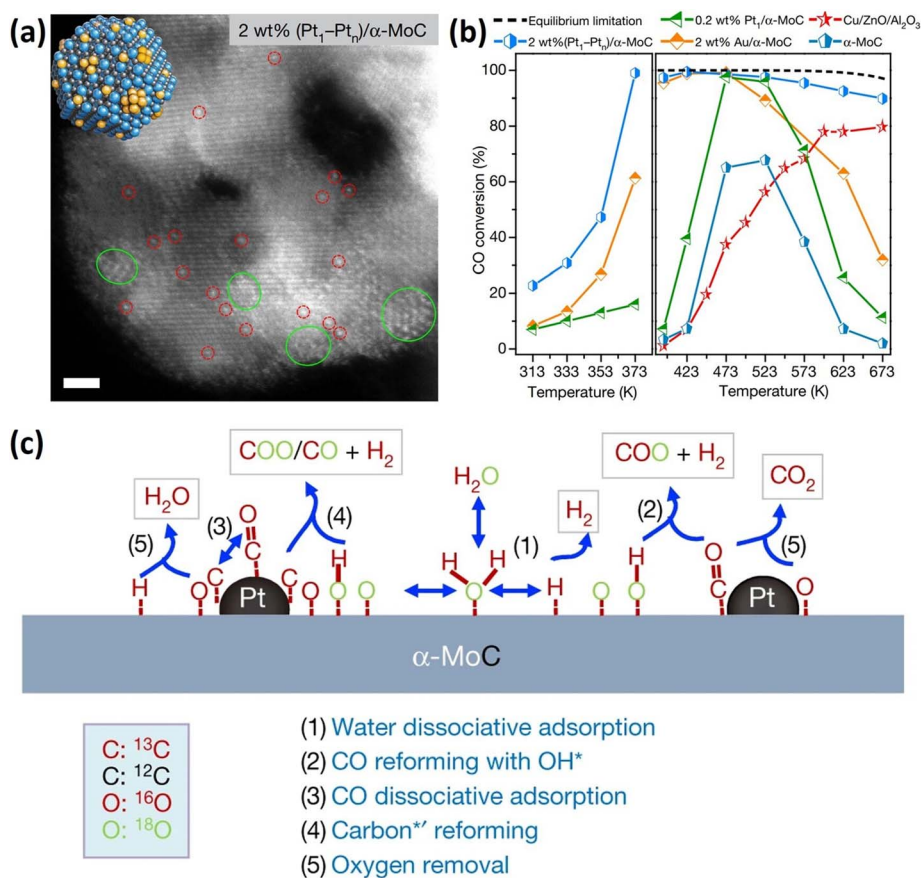 (a)
2 wt% (Pt₁–Ptₙ)/α-MoC
(b)
Equilibrium limitation
0.2 wt% Pt₁/α-MoC
Cu/ZnO/Al₂O₃
2 wt%(Pt₁–Ptₙ)/α-MoC
2 wt% Au/α-MoC
α-MoC
CO conversion (%)
100
80
60
40
20
0
313 333 353 373
423 473 523 573 623 673
Temperature (K)
Temperature (K)
(c)
COO/CO + H₂
H₂O
COO + H₂
H₂O
H₂
CO₂
(5)
(3)
(4)
(1)
(2)
(5)
O
C
H
H
H
H
O
H
O
C
C
O
O
O
O
H
O
O
C
O
Pt
Pt
α-MoC
C: ¹³C
C: ¹²C
O: ¹⁶O
O: ¹⁸O
(1) Water dissociative adsorption
(2) CO reforming with OH*
(3) CO dissociative adsorption
(4) Carbon*′ reforming
(5) Oxygen removal